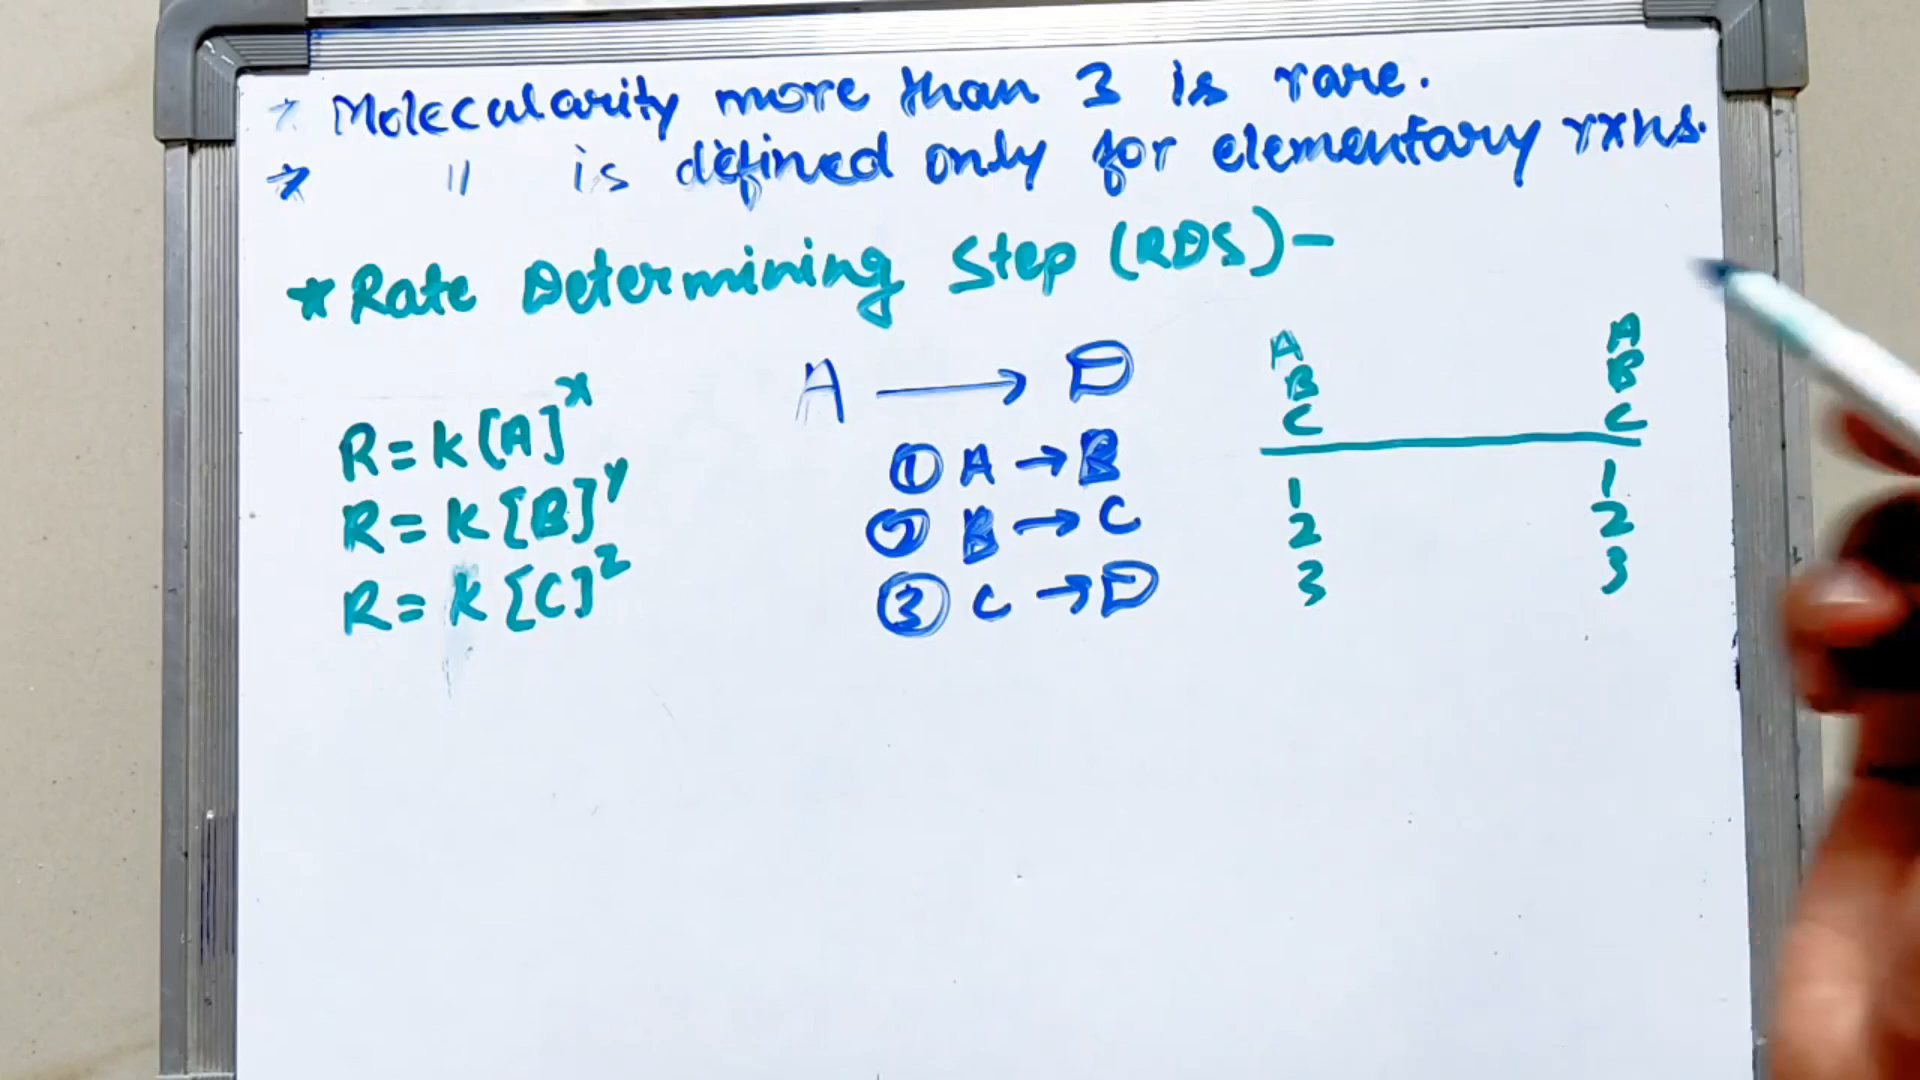 * Molecularity more than 3 is rare.
* " is defined only for elementary rxns.
* Rate Determining Step (RDS) -
R = k [A]^x
R = k [B]^y
R = k [C]^z
A → D
① A → B
② B → C
③ C → D
A
B
C
1
2
3
A
B
C
1
2
3